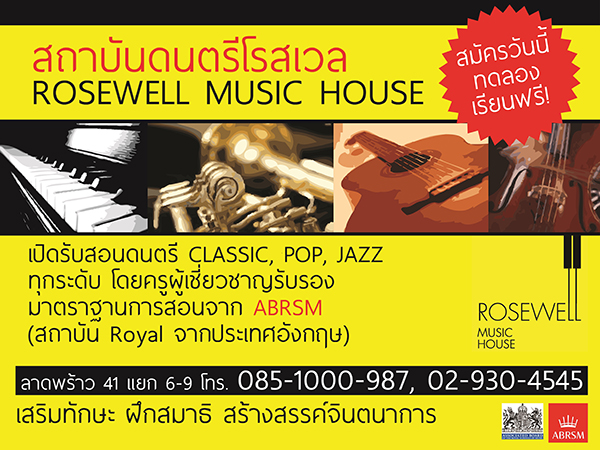 สถาบันดนตรีโรสเวล
ROSEWELL MUSIC HOUSE
สมัครวันนี้
ทดลอง
เรียนฟรี!
เปิดรับสอนดนตรี CLASSIC, POP, JAZZ
ทุกระดับ โดยครูผู้เชี่ยวชาญรับรอง
มาตราฐานการสอนจาก ABRSM
(สถาบัน Royal จากประเทศอังกฤษ)
ROSEWELL
MUSIC
HOUSE
ลาดพร้าว 41 แยก 6-9 โทร. 085-1000-987, 02-930-4545
เสริมทักษะ ฝึกสมาธิ สร้างสรรค์จินตนาการ
ABRSM